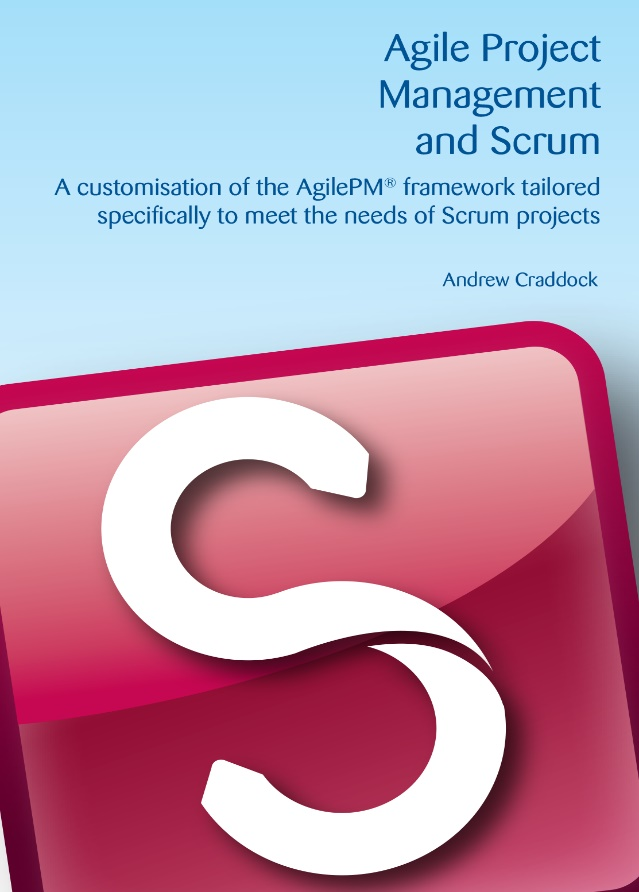 Agile Project
Management
and Scrum
A customisation of the AgilePM® framework tailored
specifically to meet the needs of Scrum projects
Andrew Craddock
S